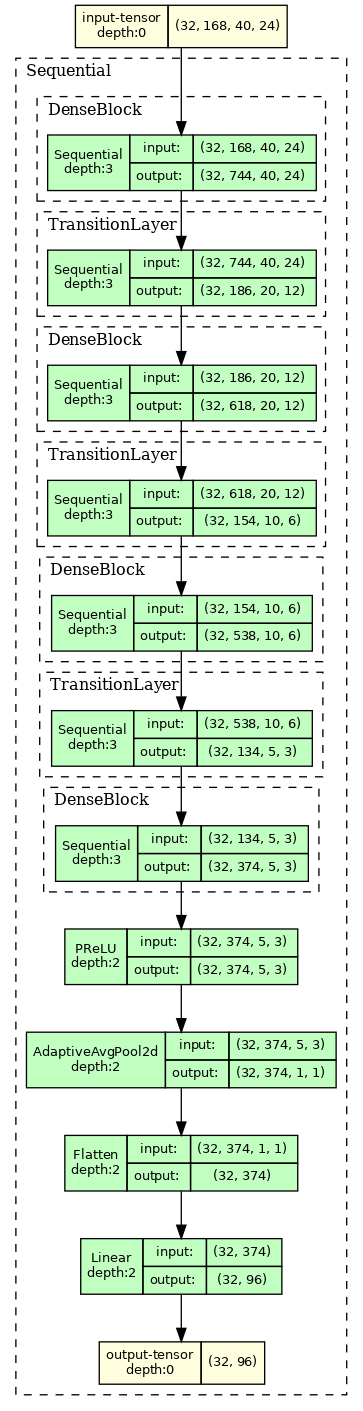 input-tensor
depth:0
(32, 168, 40, 24)
Sequential
DenseBlock
Sequential
depth:3
input:
(32, 168, 40, 24)
output:
(32, 744, 40, 24)
TransitionLayer
Sequential
depth:3
input:
(32, 744, 40, 24)
output:
(32, 186, 20, 12)
DenseBlock
Sequential
depth:3
input:
(32, 186, 20, 12)
output:
(32, 618, 20, 12)
TransitionLayer
Sequential
depth:3
input:
(32, 618, 20, 12)
output:
(32, 154, 10, 6)
DenseBlock
Sequential
depth:3
input:
(32, 154, 10, 6)
output:
(32, 538, 10, 6)
TransitionLayer
Sequential
depth:3
input:
(32, 538, 10, 6)
output:
(32, 134, 5, 3)
DenseBlock
Sequential
depth:3
input:
(32, 134, 5, 3)
output:
(32, 374, 5, 3)
PReLU
depth:2
input:
(32, 374, 5, 3)
output:
(32, 374, 5, 3)
AdaptiveAvgPool2d
depth:2
input:
(32, 374, 5, 3)
output:
(32, 374, 1, 1)
Flatten
depth:2
input:
(32, 374, 1, 1)
output:
(32, 374)
Linear
depth:2
input:
(32, 374)
output:
(32, 96)
output-tensor
depth:0
(32, 96)